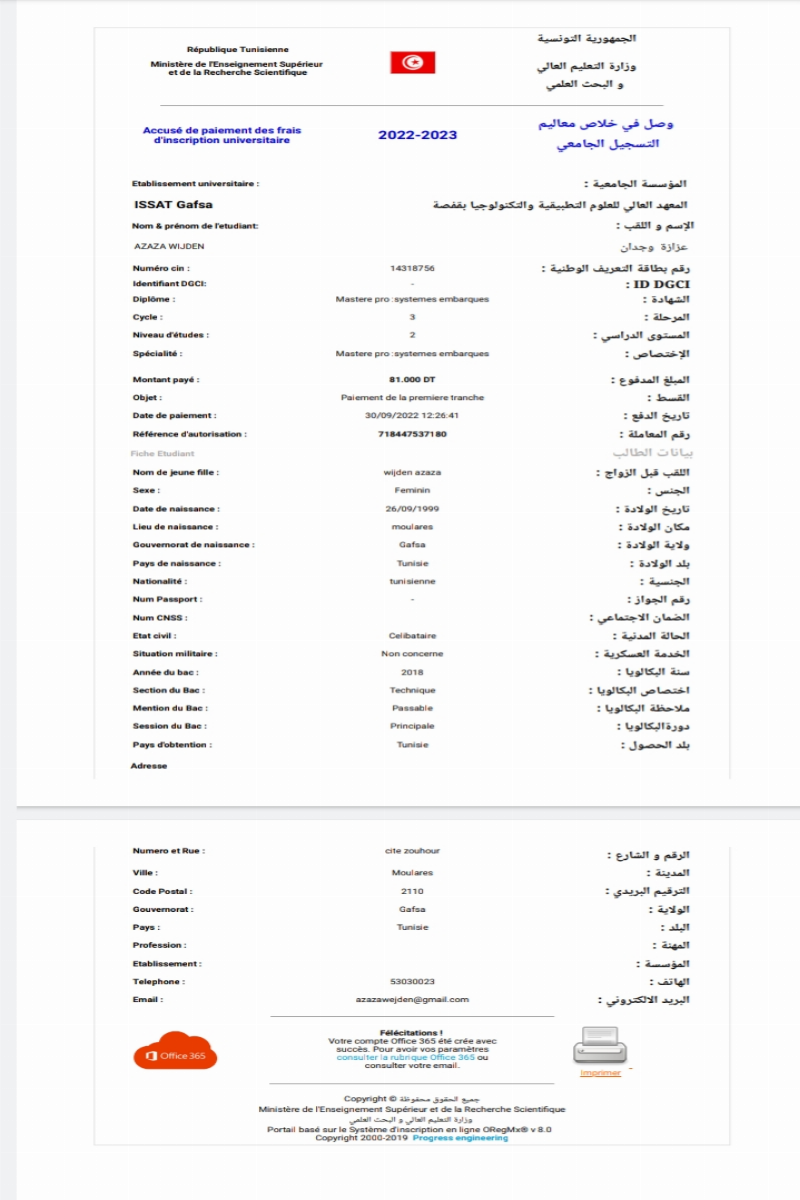 République Tunisienne
Ministère de l'Enseignement Supérieur
et de la Recherche Scientifique
الجمهورية التونسية
وزارة التعليم العالي
و البحث العلمي
Accusé de paiement des frais
d'inscription universitaire
2022-2023
وصل في خلاص معاليم
التسجيل الجامعي
Etablissement universitaire : المؤسسة الجامعية :
ISSAT Gafsa المعهد العالي للعلوم التطبيقية والتكنولوجيا بقفصة
Nom & prénom de l'etudiant: الإسم و اللقب :
AZAZA WIJDEN عزازة وجدان
Numéro cin : 14318756 رقم بطاقة التعريف الوطنية :
Identifiant DGCI: - ID DGCI :
Diplôme : Mastere pro :systemes embarques الشهادة :
Cycle : 3 المرحلة :
Niveau d'études : 2 المستوى الدراسي :
Spécialité : Mastere pro :systemes embarques الإختصاص :
Montant payé : 81.000 DT المبلغ المدفوع :
Objet : Paiement de la premiere tranche القسط :
Date de paiement : 30/09/2022 12:26:41 تاريخ الدفع :
Référence d'autorisation : 718447537180 رقم المعاملة :
Fiche Etudiant بيانات الطالب
Nom de jeune fille : wijden azaza اللقب قبل الزواج :
Sexe : Feminin الجنس :
Date de naissance : 26/09/1999 تاريخ الولادة :
Lieu de naissance : moulares مكان الولادة :
Gouvernorat de naissance : Gafsa ولاية الولادة :
Pays de naissance : Tunisie بلد الولادة :
Nationalité : tunisienne الجنسية :
Num Passport : - رقم الجواز :
Num CNSS : الضمان الاجتماعي :
Etat civil : Celibataire الحالة المدنية :
Situation militaire : Non concerne الخدمة العسكرية :
Année du bac : 2018 سنة البكالويا :
Section du Bac : Technique اختصاص البكالويا :
Mention du Bac : Passable ملاحظة البكالويا :
Session du Bac : Principale دورةالبكالويا :
Pays d'obtention : Tunisie بلد الحصول :
Adresse
Numero et Rue : cite zouhour الرقم و الشارع :
Ville : Moulares المدينة :
Code Postal : 2110 الترقيم البريدي :
Gouvernorat : Gafsa الولاية :
Pays : Tunisie البلد :
Profession : المهنة :
Etablissement : المؤسسة :
Telephone : 53030023 الهاتف :
Email : azazawejden@gmail.com البريد الالكتروني :
Office 365
Félécitations !
Votre compte Office 365 été crée avec
succès. Pour avoir vos paramètres
consulter la rubrique Office 365 ou
consulter votre email.
Imprimer
Copyright © جميع الحقوق محفوظة
Ministère de l'Enseignement Supérieur et de la Recherche Scientifique
وزارة التعليم العالي و البحث العلمي
Portail basé sur le Système d'inscription en ligne ORegMx® v 8.0
Copyright 2000-2019 Progress engineering